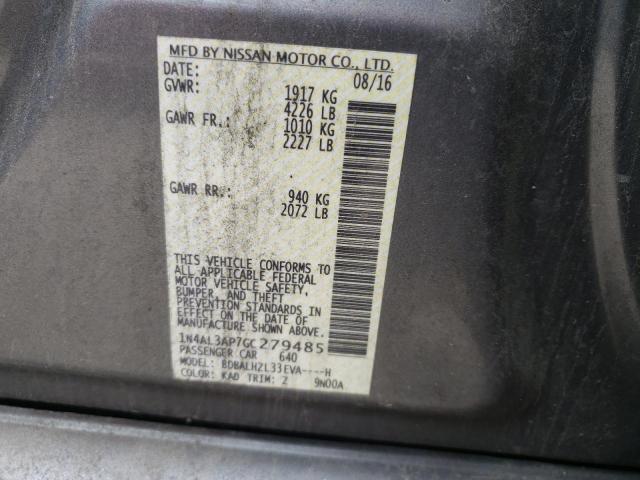 MFD BY NISSAN MOTOR CO., LTD.
DATE: 08/16
GVWR: 1917 KG
4226 LB
GAWR FR.: 1010 KG
2227 LB
GAWR RR.: 940 KG
2072 LB
THIS VEHICLE CONFORMS TO
ALL APPLICABLE FEDERAL
MOTOR VEHICLE SAFETY,
BUMPER, AND THEFT
PREVENTION STANDARDS IN
EFFECT ON THE DATE OF
MANUFACTURE SHOWN ABOVE.
1N4AL3AP7GC279485
PASSENGER CAR 640
MODEL: BDBALHZL33EVA----H
COLOR: KAD TRIM: Z 9N00A